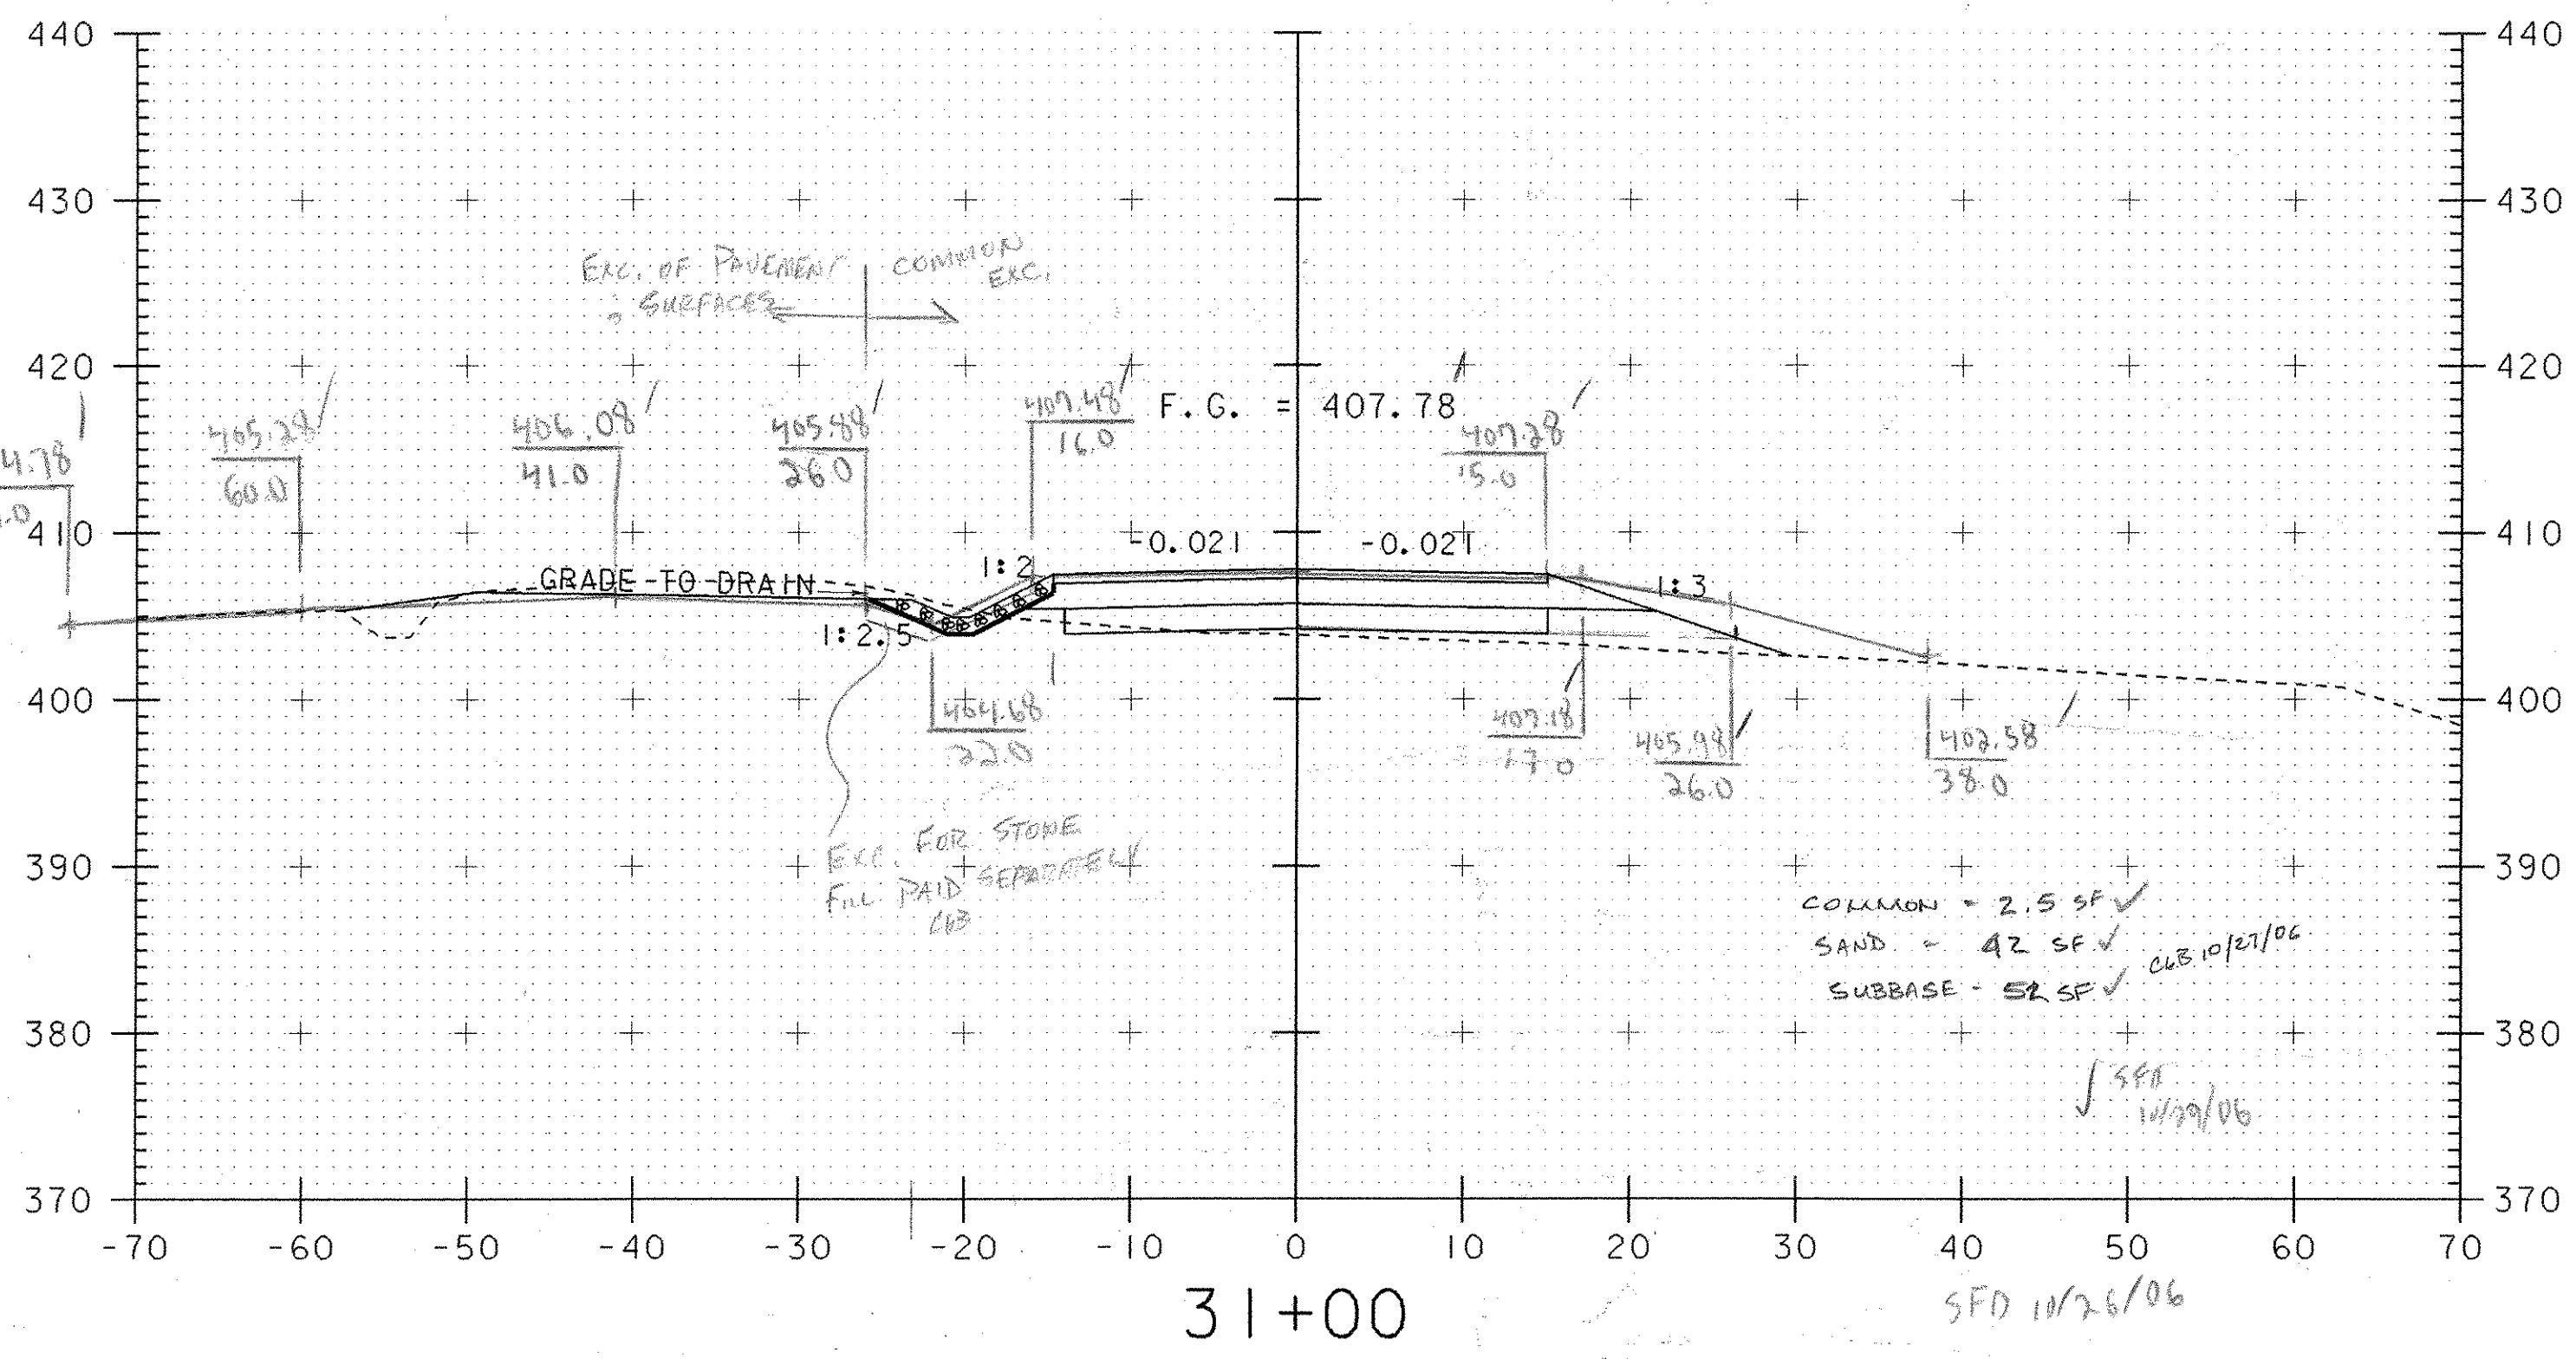 440 440
430 430
EXC. OF PAVEMENT COMMON
& SURFACES EXC.
420 420
405.28
60.0
406.08
41.0
405.88
26.0
407.48
16.0
F.G. = 407.78
407.28
15.0
4.78
.0
410 410
-0.021 -0.021
GRADE-TO-DRAIN
1:2
1:3
1:2.5
400 400
404.68
22.0
407.18
17.0
405.98
26.0
402.58
38.0
EXC. FOR STONE
FILL PAID SEPARATELY
CLB
390 390
COMMON - 2.5 SF ✓
SAND - 42 SF ✓
SUBBASE - 52 SF ✓
CLB 10/27/06
380 380
✓ SFD
370 370
-70 -60 -50 -40 -30 -20 -10 0 10 20 30 40 50 60 70
31+00
SFD 10/26/06